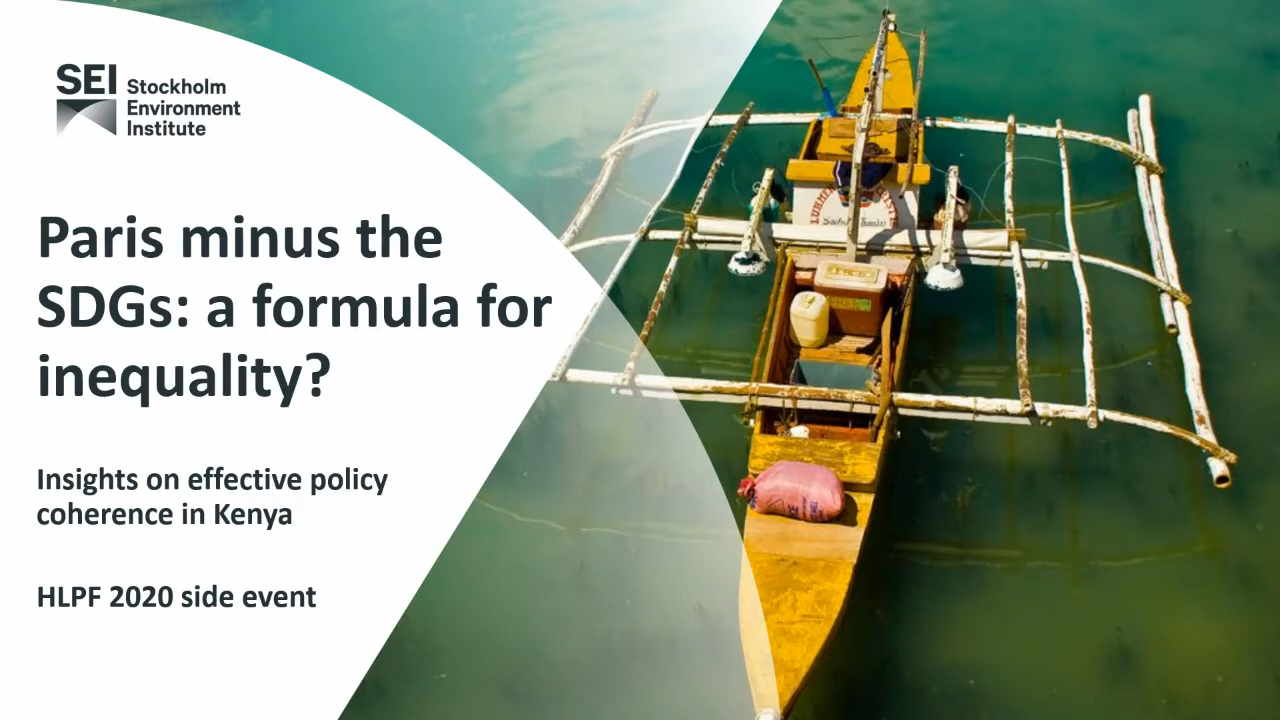 SEI Stockholm
Environment
Institute
Paris minus the
SDGs: a formula for
inequality?
Insights on effective policy
coherence in Kenya
HLPF 2020 side event